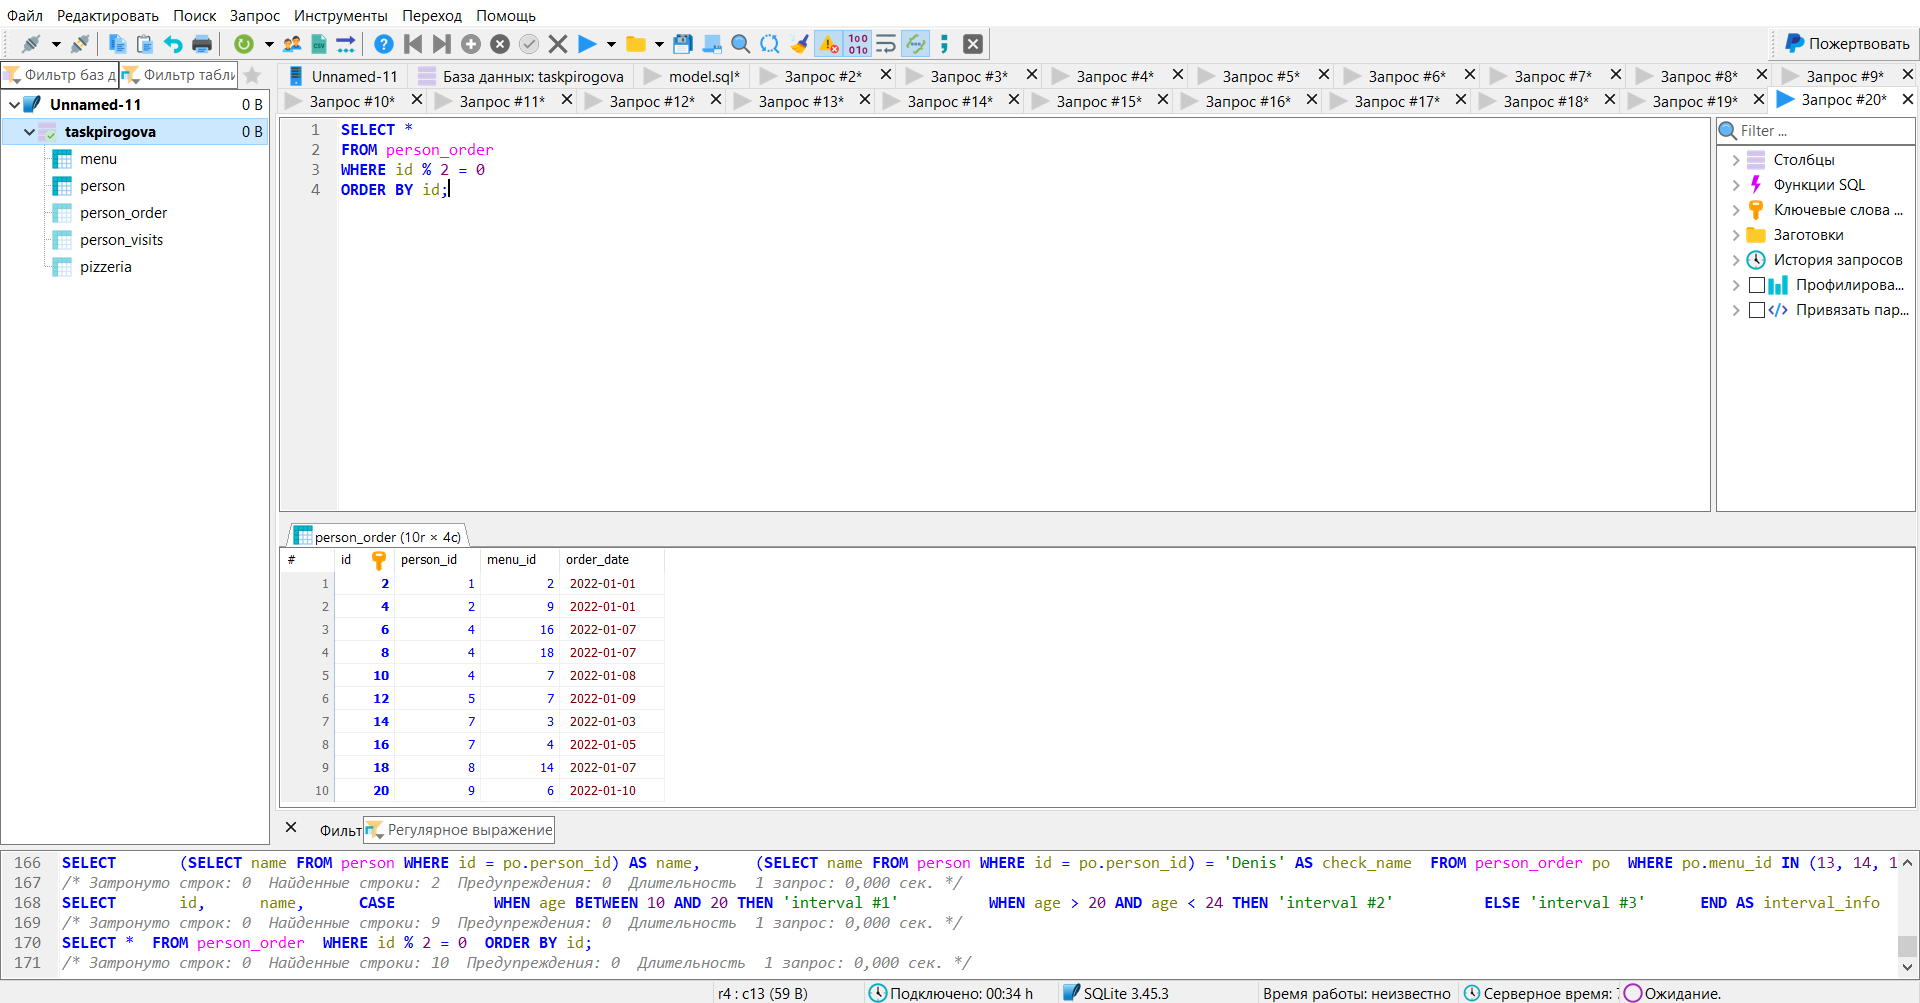 Файл Редактировать Поиск Запрос Инструменты Переход Помощь
Пожертвовать
Фильтр баз д Фильтр табли
Unnamed-11 База данных: taskpirogova model.sql* Запрос #2* Запрос #3* Запрос #4* Запрос #5* Запрос #6* Запрос #7* Запрос #8* Запрос #9*
Запрос #10* Запрос #11* Запрос #12* Запрос #13* Запрос #14* Запрос #15* Запрос #16* Запрос #17* Запрос #18* Запрос #19* Запрос #20*
Unnamed-11 0 B
taskpirogova 0 B
menu
person
person_order
person_visits
pizzeria
1 SELECT *
2 FROM person_order
3 WHERE id % 2 = 0
4 ORDER BY id;
Filter ...
Столбцы
Функции SQL
Ключевые слова ...
Заготовки
История запросов
Профилирова...
Привязать пар...
person_order (10r × 4c)
# id person_id menu_id order_date
1 2 1 2 2022-01-01
2 4 2 9 2022-01-01
3 6 4 16 2022-01-07
4 8 4 18 2022-01-07
5 10 4 7 2022-01-08
6 12 5 7 2022-01-09
7 14 7 3 2022-01-03
8 16 7 4 2022-01-05
9 18 8 14 2022-01-07
10 20 9 6 2022-01-10
Фильт Регулярное выражение
166 SELECT (SELECT name FROM person WHERE id = po.person_id) AS name, (SELECT name FROM person WHERE id = po.person_id) = 'Denis' AS check_name FROM person_order po WHERE po.menu_id IN (13, 14, 1
167 /* Затронуто строк: 0 Найденные строки: 2 Предупреждения: 0 Длительность 1 запрос: 0,000 сек. */
168 SELECT id, name, CASE WHEN age BETWEEN 10 AND 20 THEN 'interval #1' WHEN age > 20 AND age < 24 THEN 'interval #2' ELSE 'interval #3' END AS interval_info
169 /* Затронуто строк: 0 Найденные строки: 9 Предупреждения: 0 Длительность 1 запрос: 0,000 сек. */
170 SELECT * FROM person_order WHERE id % 2 = 0 ORDER BY id;
171 /* Затронуто строк: 0 Найденные строки: 10 Предупреждения: 0 Длительность 1 запрос: 0,000 сек. */
r4 : c13 (59 B) Подключено: 00:34 h SQLite 3.45.3 Время работы: неизвестно Серверное время: Ожидание.